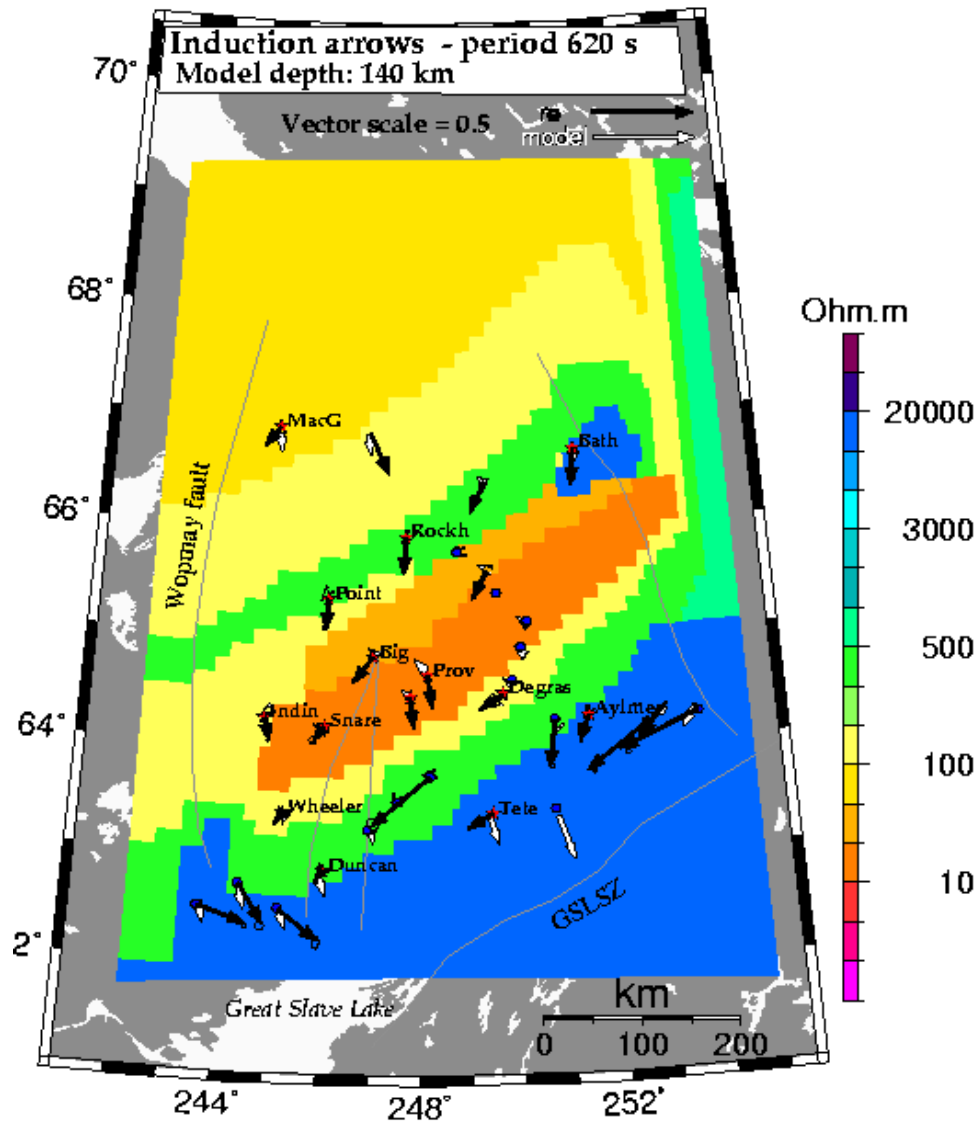 Induction arrows - period 620 s
Model depth: 140 km
70°
Vector scale = 0.5
re
model
68°
Ohm.m
20000
MacG
Bath
66°
Wopmay fault
Rockh
3000
Point
Big
500
Prov
Degras
Indin
Snare
Aylmer
64°
100
Wheeler
Tete
Duncan
10
GSLSZ
2°
km
Great Slave Lake
0 100 200
244° 248° 252°